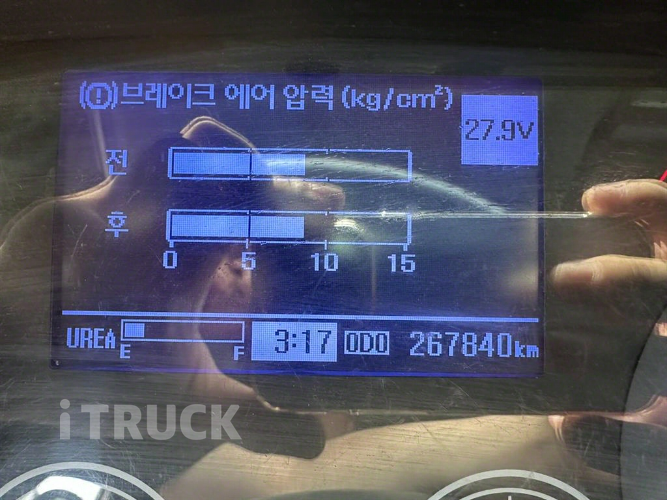 (!) 브레이크 에어 압력 (kg/cm²)
27.9V
전
후
0 5 10 15
UREA E F 3:17 ODO 267840km
iTRUCK